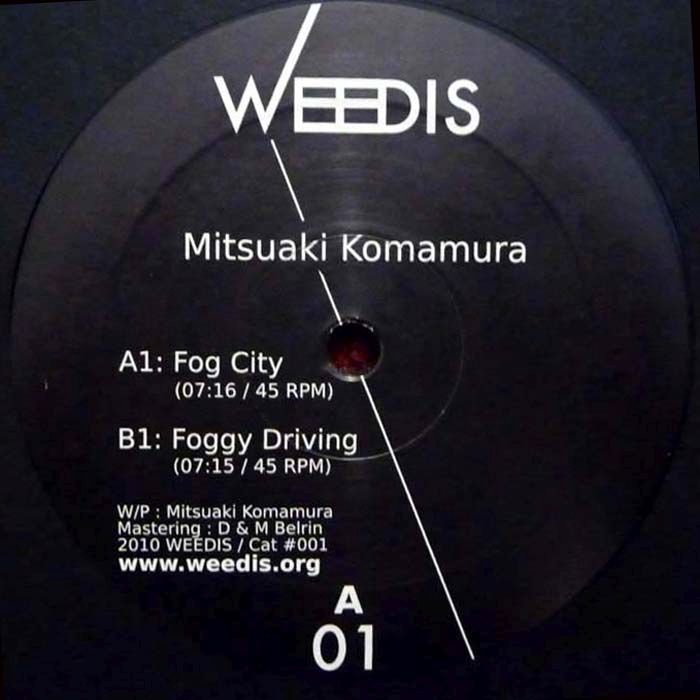 WEEDIS
Mitsuaki Komamura
A1: Fog City
(07:16 / 45 RPM)
B1: Foggy Driving
(07:15 / 45 RPM)
W/P : Mitsuaki Komamura
Mastering : D & M Belrin
2010 WEEDIS / Cat #001
www.weedis.org
A
01